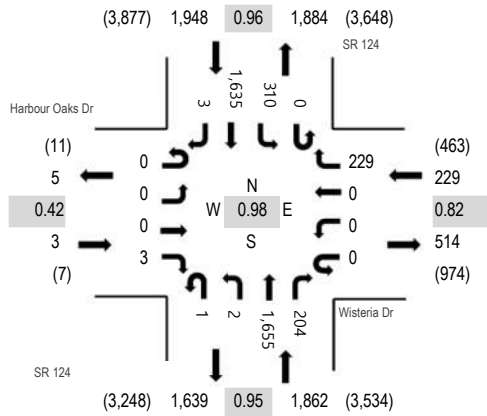 (3,877) 1,948 0.96 1,884 (3,648)
SR 124
3 1,635 310 0
Harbour Oaks Dr
(11)
5
0.42
3
(7)
0
0
0
3
N
W 0.98 E
S
229
0
0
0
(463)
229
0.82
514
(974)
1 2 1,655 204
Wisteria Dr
SR 124
(3,248) 1,639 0.95 1,862 (3,534)